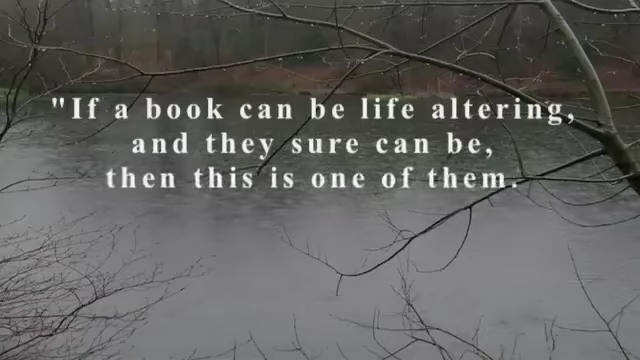 "If a book can be life altering,
and they sure can be,
then this is one of them.